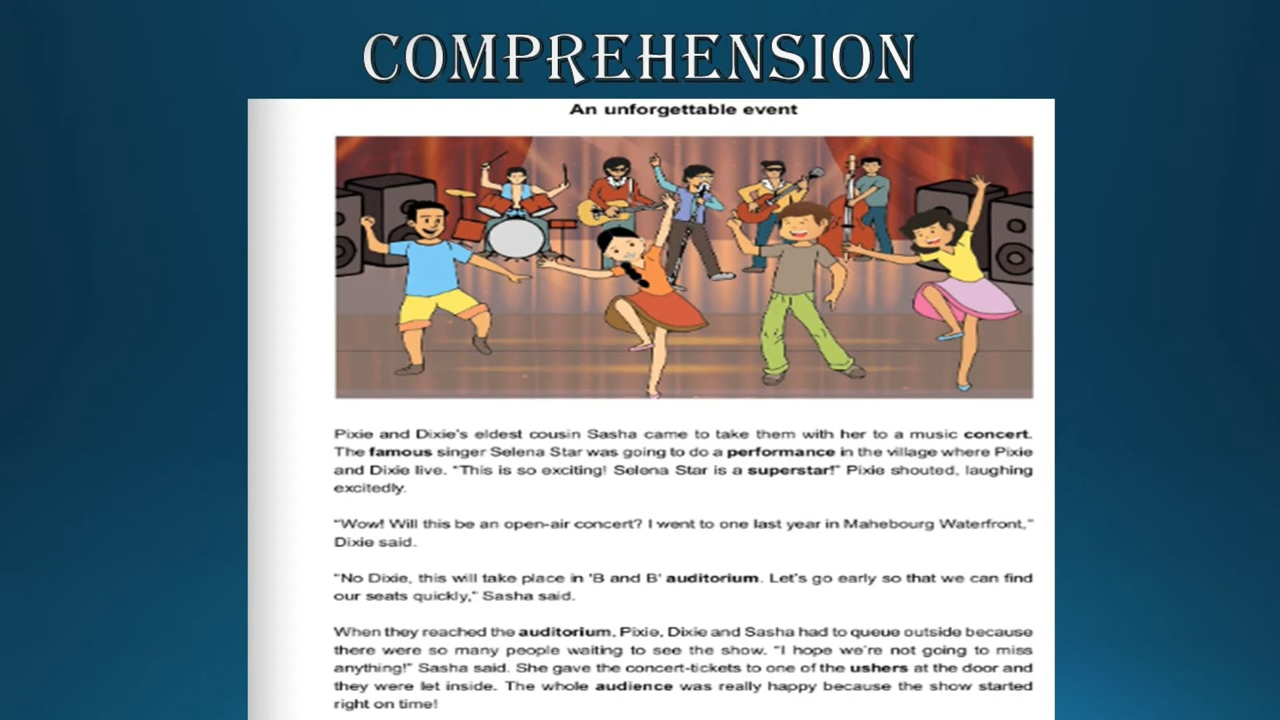 COMPREHENSION
An unforgettable event
Pixie and Dixie's eldest cousin Sasha came to take them with her to a music concert.
The famous singer Selena Star was going to do a performance in the village where Pixie
and Dixie live. "This is so exciting! Selena Star is a superstar!" Pixie shouted, laughing
excitedly.
"Wow! Will this be an open-air concert? I went to one last year in Mahebourg Waterfront,"
Dixie said.
"No Dixie, this will take place in 'B and B' auditorium. Let's go early so that we can find
our seats quickly," Sasha said.
When they reached the auditorium, Pixie, Dixie and Sasha had to queue outside because
there were so many people waiting to see the show. "I hope we're not going to miss
anything!" Sasha said. She gave the concert-tickets to one of the ushers at the door and
they were let inside. The whole audience was really happy because the show started
right on time!